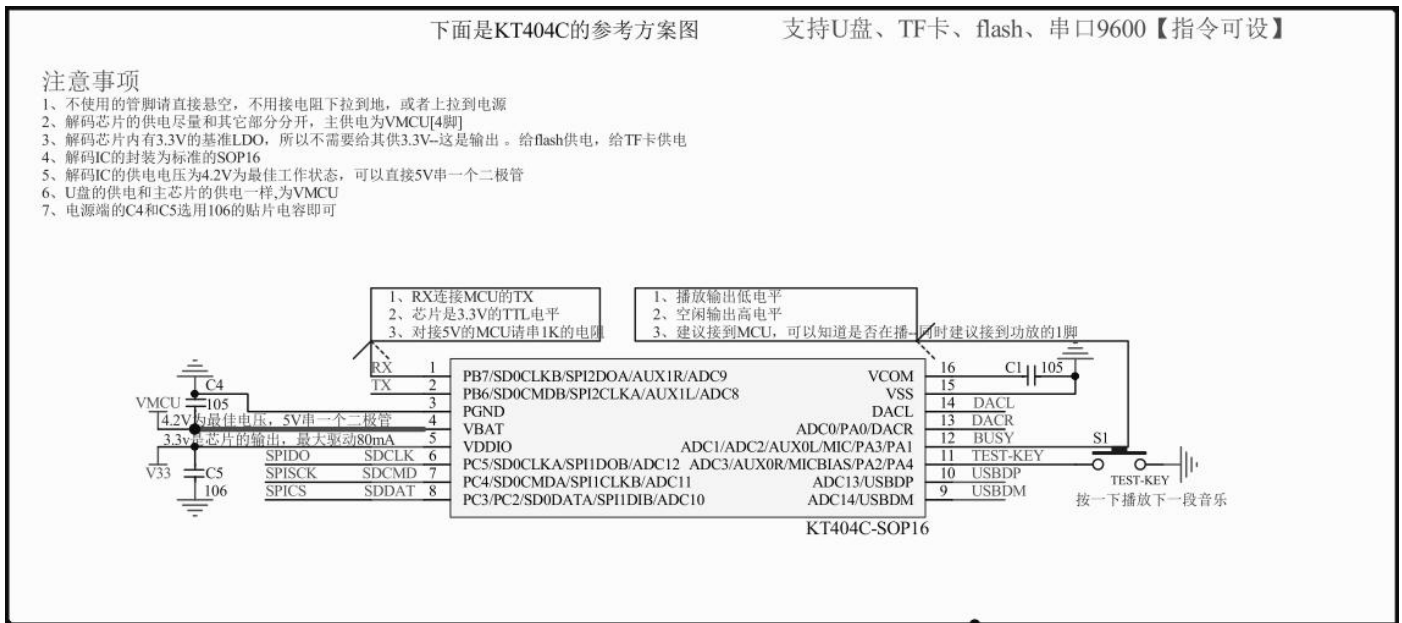 下面是KT404C的参考方案图
支持U盘、TF卡、flash、串口9600【指令可设】
注意事项
1、不使用的管脚请直接悬空，不用接电阻下拉到地，或者上拉到电源
2、解码芯片的供电尽量和其它部分分开，主供电为VMCU[4脚]
3、解码芯片内有3.3V的基准LDO，所以不需要给其供3.3V--这是输出 。给flash供电，给TF卡供电
4、解码IC的封装为标准的SOP16
5、解码IC的供电电压为4.2V为最佳工作状态，可以直接5V串一个二极管
6、U盘的供电和主芯片的供电一样,为VMCU
7、电源端的C4和C5选用106的贴片电容即可
1、RX连接MCU的TX
2、芯片是3.3V的TTL电平
3、对接5V的MCU请串1K的电阻
1、播放输出低电平
2、空闲输出高电平
3、建议接到MCU，可以知道是否在播--同时建议接到功放的1脚
RX 1 PB7/SD0CLKB/SPI2DOA/AUX1R/ADC9
TX 2 PB6/SD0CMDB/SPI2CLKA/AUX1L/ADC8
3 PGND
4 VBAT
5 VDDIO
SPIDO SDCLK 6 PC5/SD0CLKA/SPI1DOB/ADC12
SPISCK SDCMD 7 PC4/SD0CMDA/SPI1CLKB/ADC11
SPICS SDDAT 8 PC3/PC2/SD0DATA/SPI1DIB/ADC10
C4
105
VMCU
4.2V为最佳电压，5V串一个二极管
3.3v是芯片的输出，最大驱动80mA
V33
C5
106
VCOM 16 C1 105
VSS 15
DACL 14 DACL
ADC0/PA0/DACR 13 DACR
ADC1/ADC2/AUX0L/MIC/PA3/PA1 12 BUSY
ADC3/AUX0R/MICBIAS/PA2/PA4 11 TEST-KEY
ADC13/USBDP 10 USBDP
ADC14/USBDM 9 USBDM
S1
TEST-KEY
按一下播放下一段音乐
KT404C-SOP16